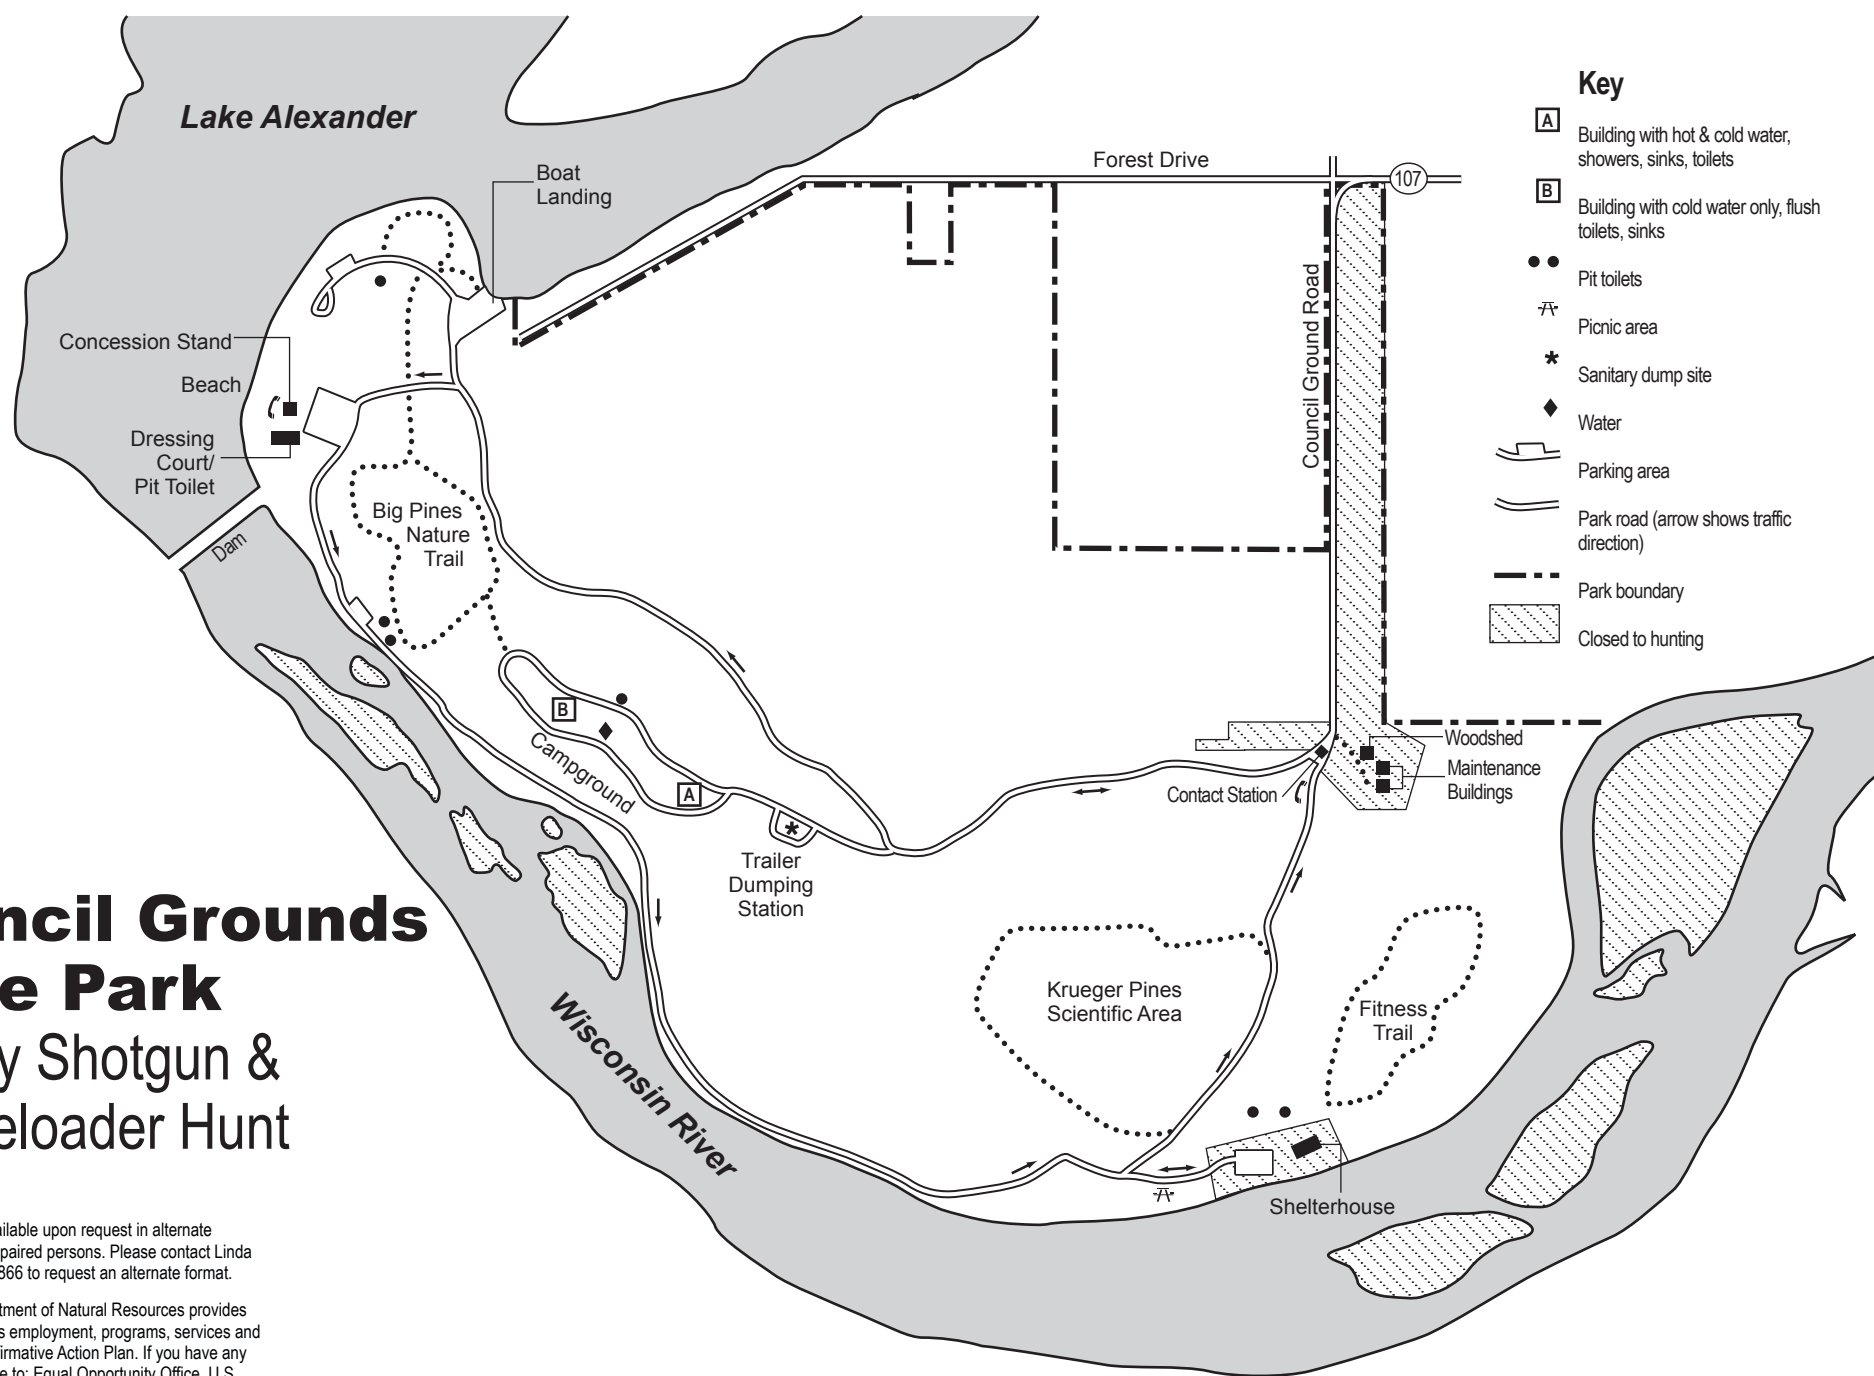 Lake Alexander
Boat
Landing
Forest Drive
107
Council Ground Road
Concession Stand
Beach
Dressing
Court/
Pit Toilet
Dam
Big Pines
Nature
Trail
B
Campground
A
Trailer
Dumping
Station
Contact Station
Woodshed
Maintenance
Buildings
Krueger Pines
Scientific Area
Fitness
Trail
Shelterhouse
Wisconsin River
Key
A
Building with hot & cold water,
showers, sinks, toilets
B
Building with cold water only, flush
toilets, sinks
Pit toilets
Picnic area
Sanitary dump site
Water
Parking area
Park road (arrow shows traffic
direction)
Park boundary
Closed to hunting
ncil Grounds
e Park
y Shotgun &
eloader Hunt
ilable upon request in alternate
paired persons. Please contact Linda
866 to request an alternate format.
tment of Natural Resources provides
s employment, programs, services and
irmative Action Plan. If you have any
e to: Equal Opportunity Office, U.S.